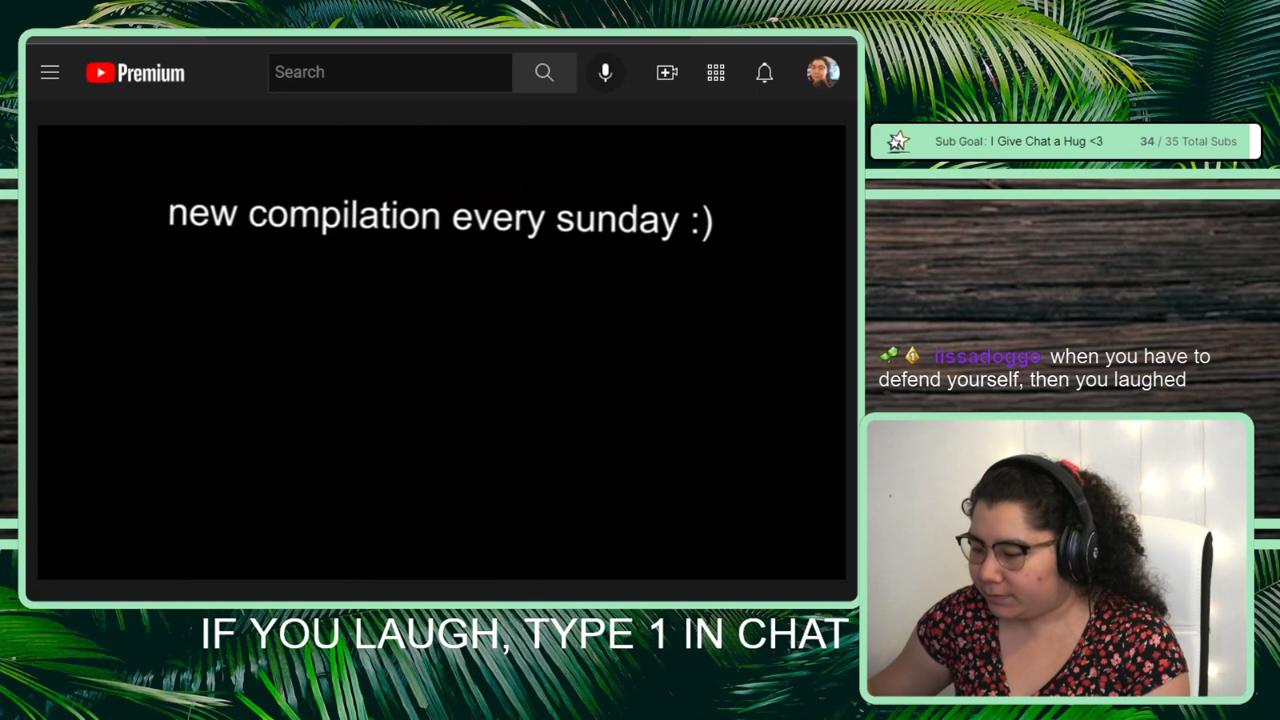 Premium
Search
new compilation every sunday :)
Sub Goal: I Give Chat a Hug <3 34 / 35 Total Subs
iissadoggo when you have to
defend yourself, then you laughed
IF YOU LAUGH, TYPE 1 IN CHAT